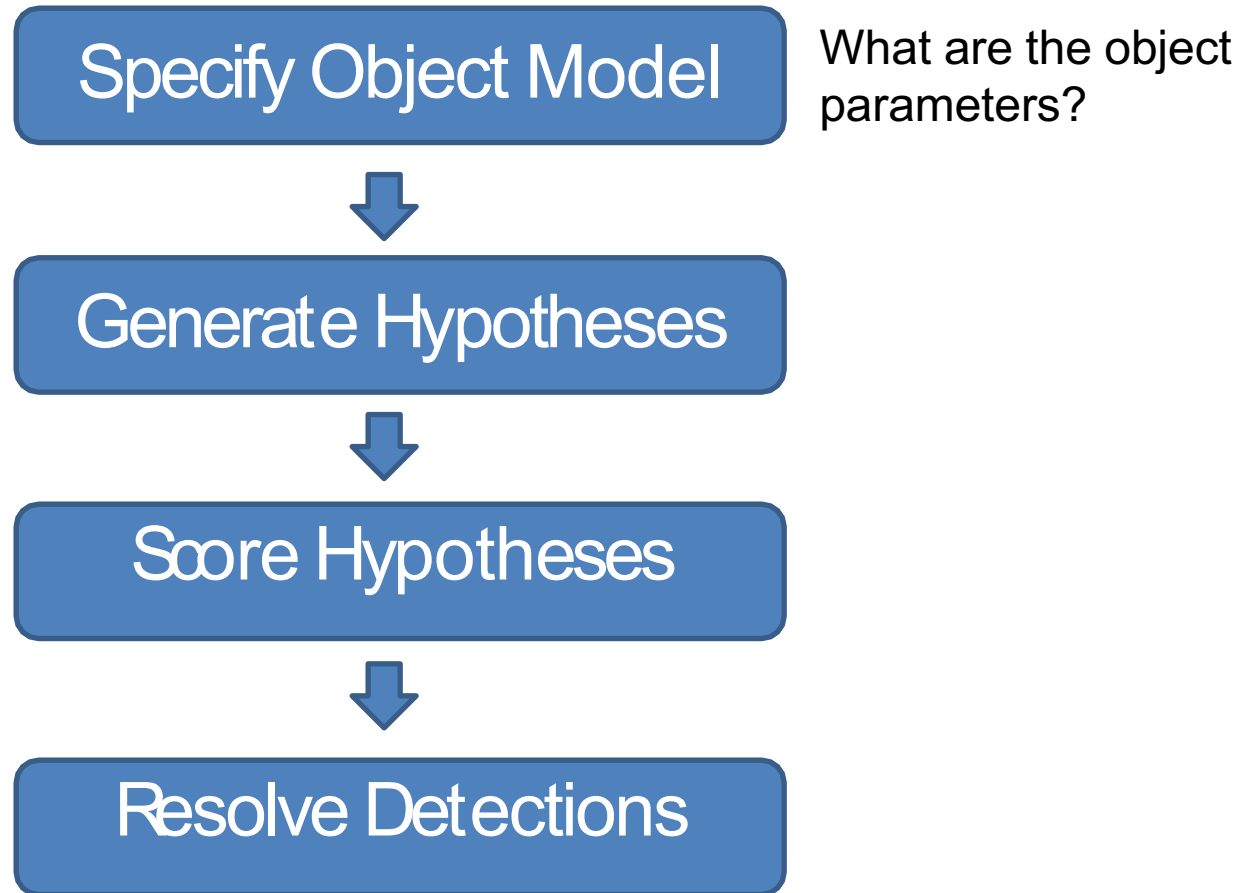 Specify Object Model
What are the object
parameters?
Generate Hypotheses
Score Hypotheses
Resolve Detections